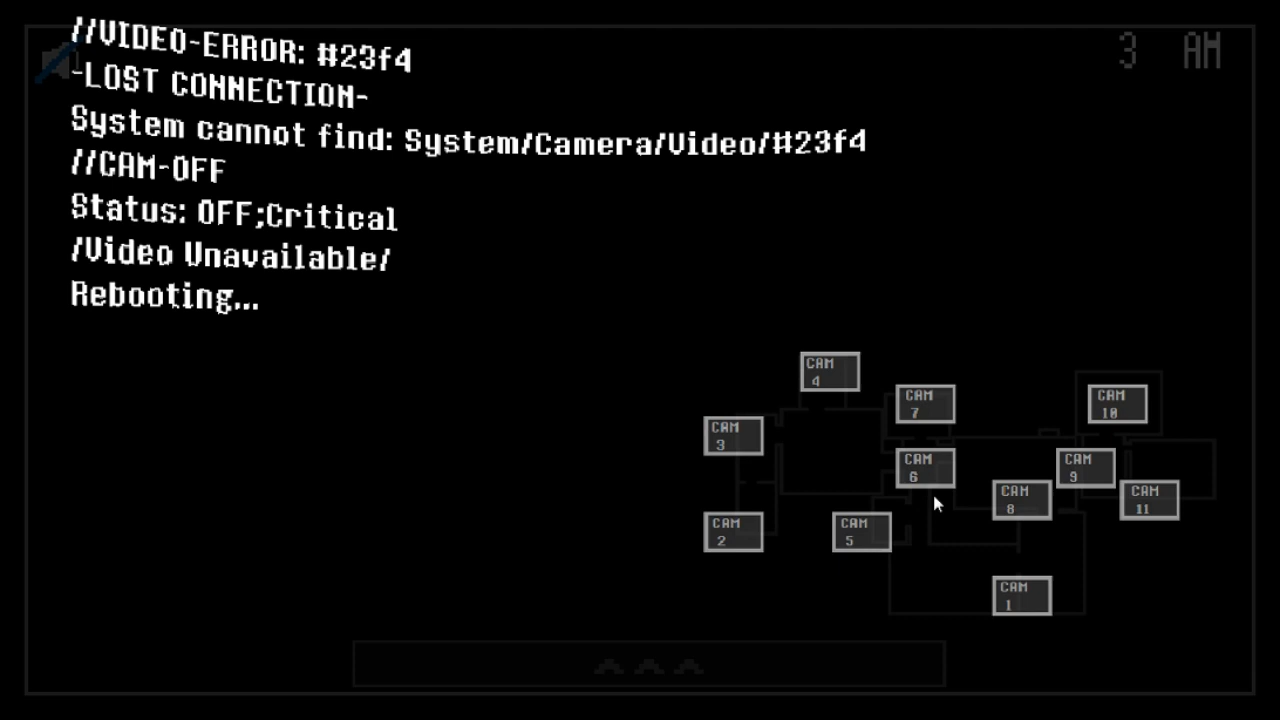 //VIDEO-ERROR: #23f4
-LOST CONNECTION-
System cannot find: System/Camera/Video/#23f4
//CAM-OFF
Status: OFF;Critical
/Video Unavailable/
Rebooting...
3 AM
CAM
4
CAM
7
CAM
10
CAM
3
CAM
6
CAM
9
CAM
8
CAM
11
CAM
2
CAM
5
CAM
1